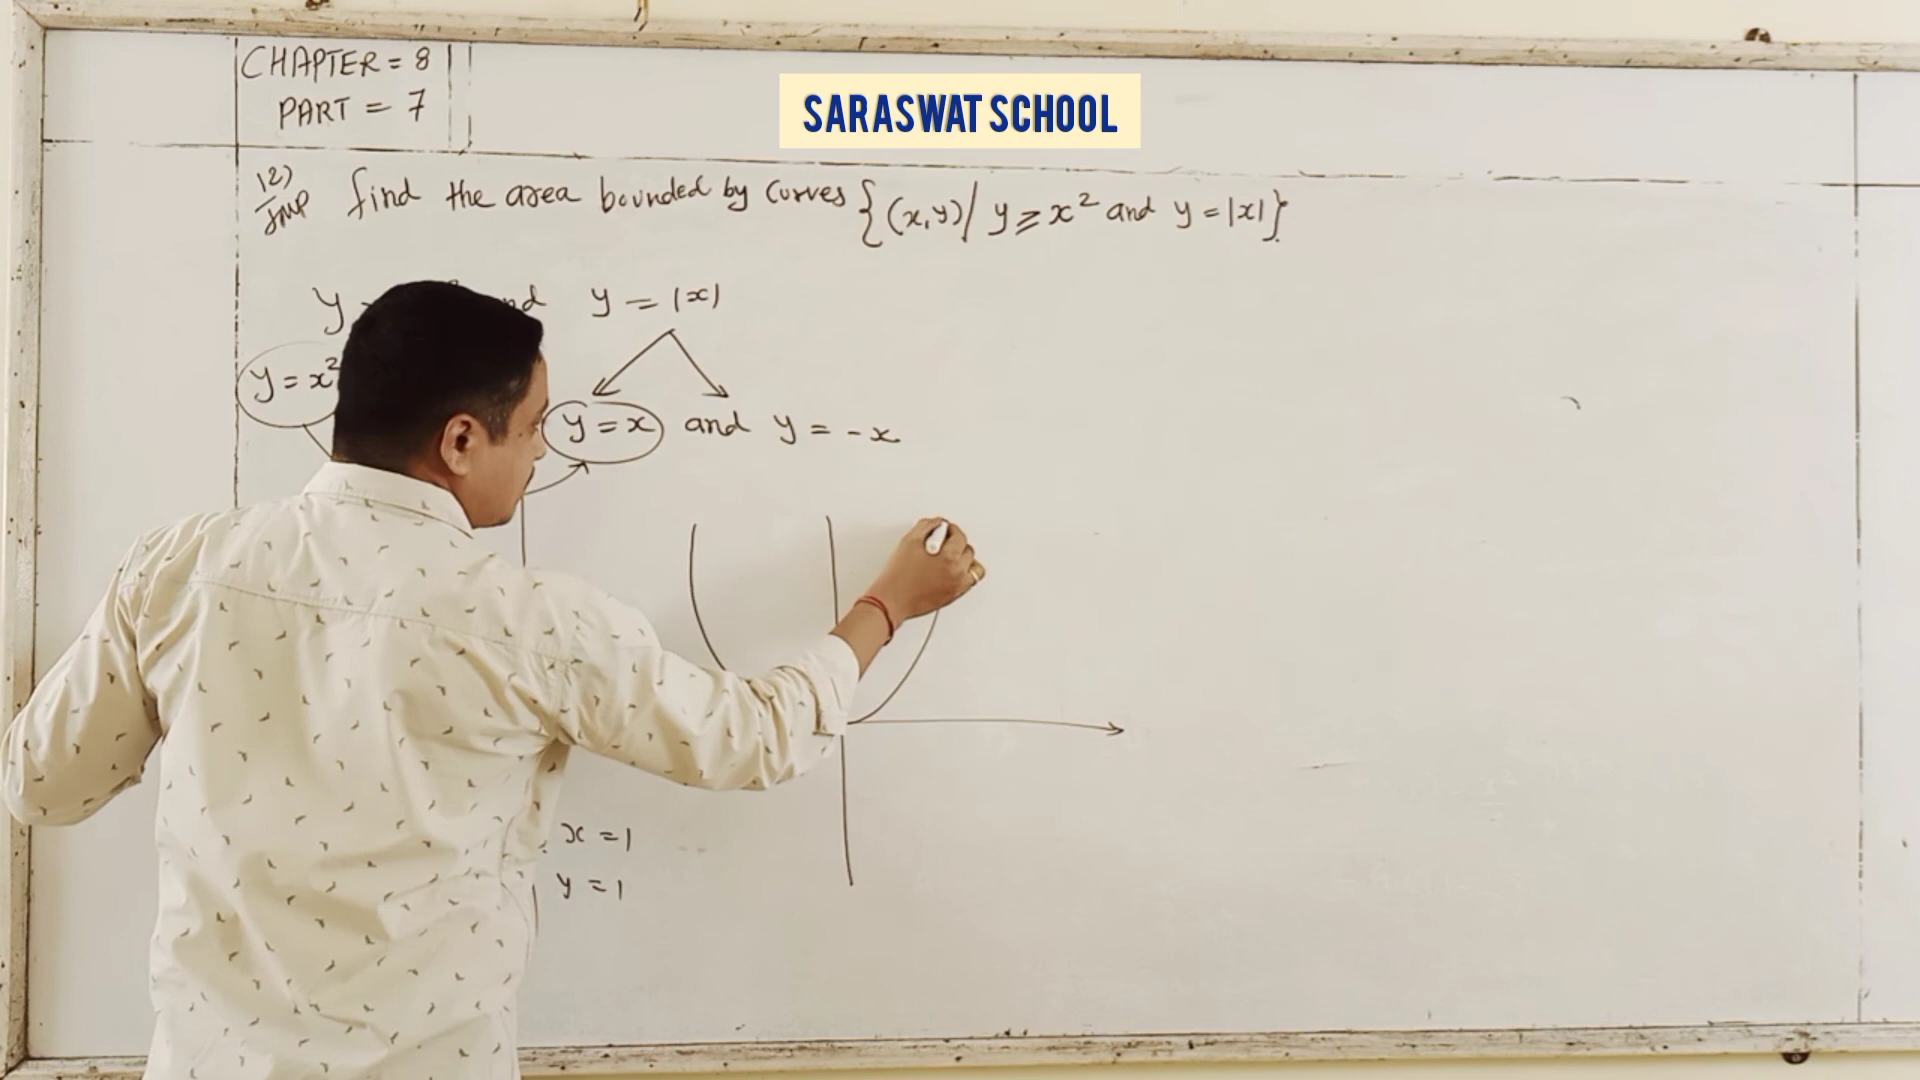 CHAPTER = 8
PART = 7
SARASWAT SCHOOL
12) Imp find the area bounded by curves {(x,y)/ y ≥ x² and y = |x|}
y and y = |x|
y = x²
y = x and y = -x
x = 1
y = 1